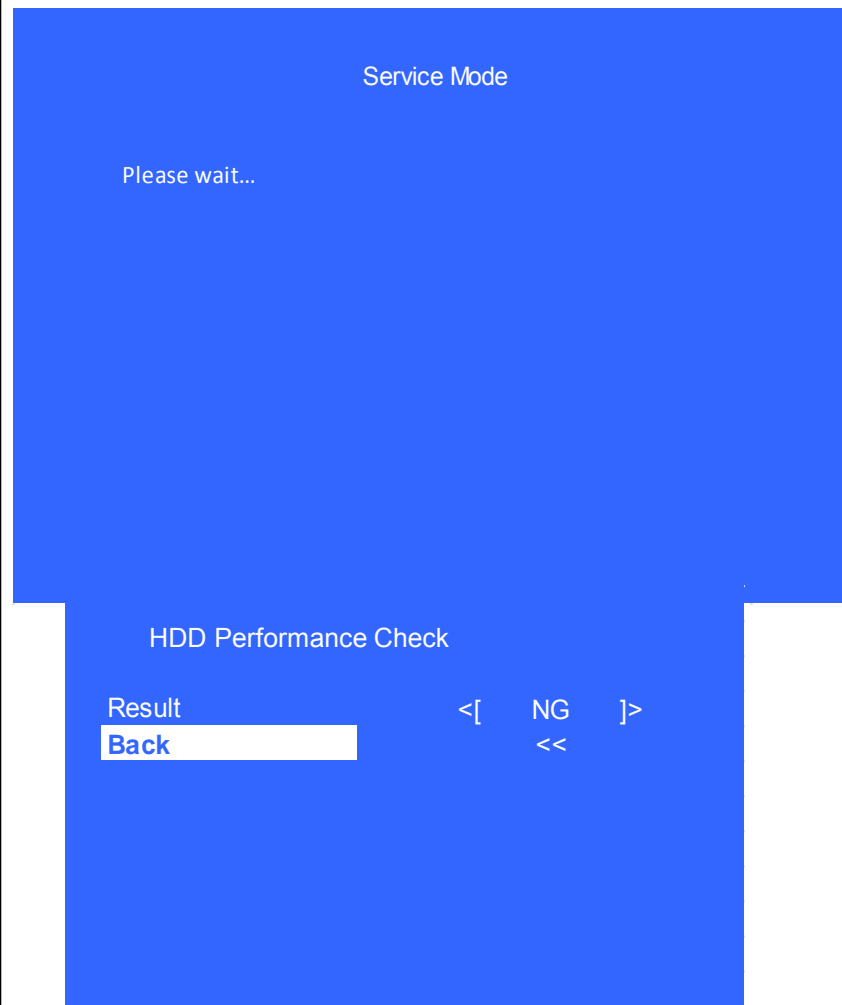 Service Mode
Please wait...
HDD Performance Check
Result <[ NG ]>
Back <<